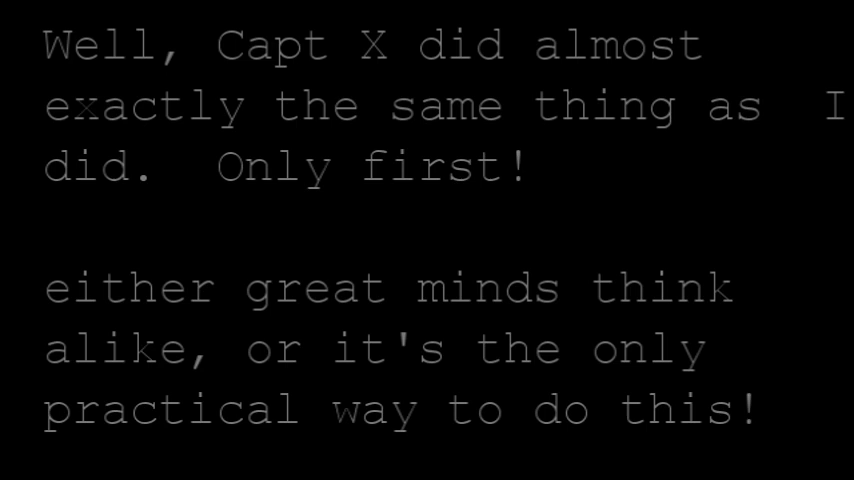 Well, Capt X did almost
exactly the same thing as  I
did.  Only first!
either great minds think
alike, or it's the only
practical way to do this!